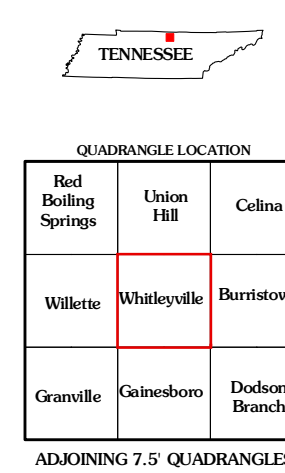 TENNESSEE
QUADRANGLE LOCATION
Red
Boiling
Springs
Union
Hill
Celina
Willette
Whitleyville
Burristow
Granville
Gainesboro
Dodson
Branch
ADJOINING 7.5' QUADRANGLES